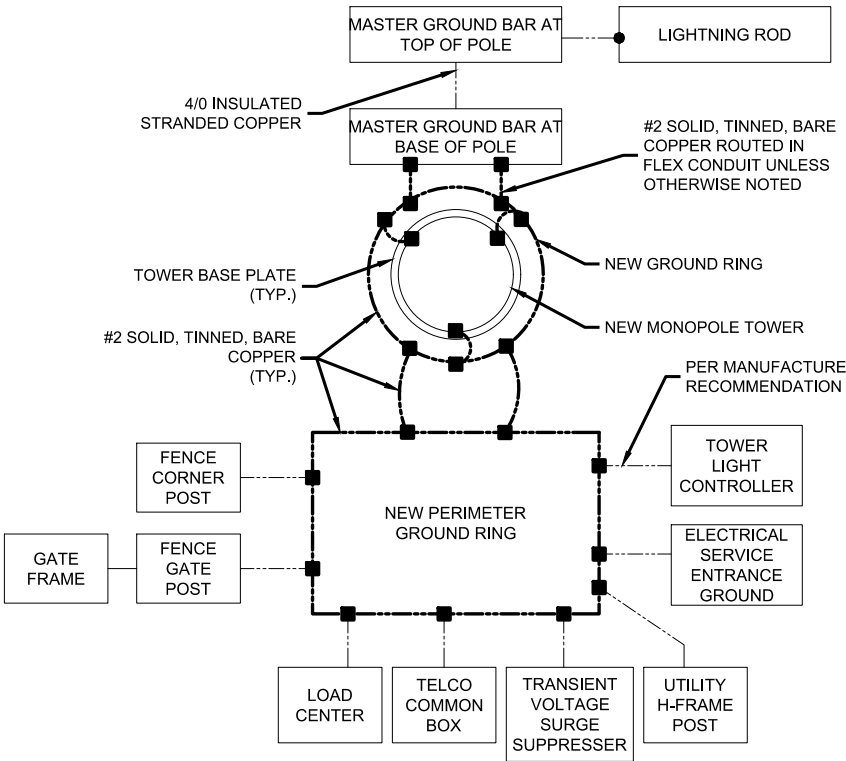 MASTER GROUND BAR AT
TOP OF POLE
LIGHTNING ROD
4/0 INSULATED
STRANDED COPPER
MASTER GROUND BAR AT
BASE OF POLE
#2 SOLID, TINNED, BARE
COPPER ROUTED IN
FLEX CONDUIT UNLESS
OTHERWISE NOTED
TOWER BASE PLATE
(TYP.)
NEW GROUND RING
NEW MONOPOLE TOWER
#2 SOLID, TINNED, BARE
COPPER
(TYP.)
PER MANUFACTURE
RECOMMENDATION
FENCE
CORNER
POST
TOWER
LIGHT
CONTROLLER
NEW PERIMETER
GROUND RING
GATE
FRAME
FENCE
GATE
POST
ELECTRICAL
SERVICE
ENTRANCE
GROUND
LOAD
CENTER
TELCO
COMMON
BOX
TRANSIENT
VOLTAGE
SURGE
SUPPRESSER
UTILITY
H-FRAME
POST